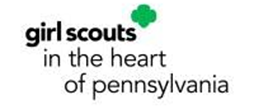 girl scouts
in the heart
of pennsylvania